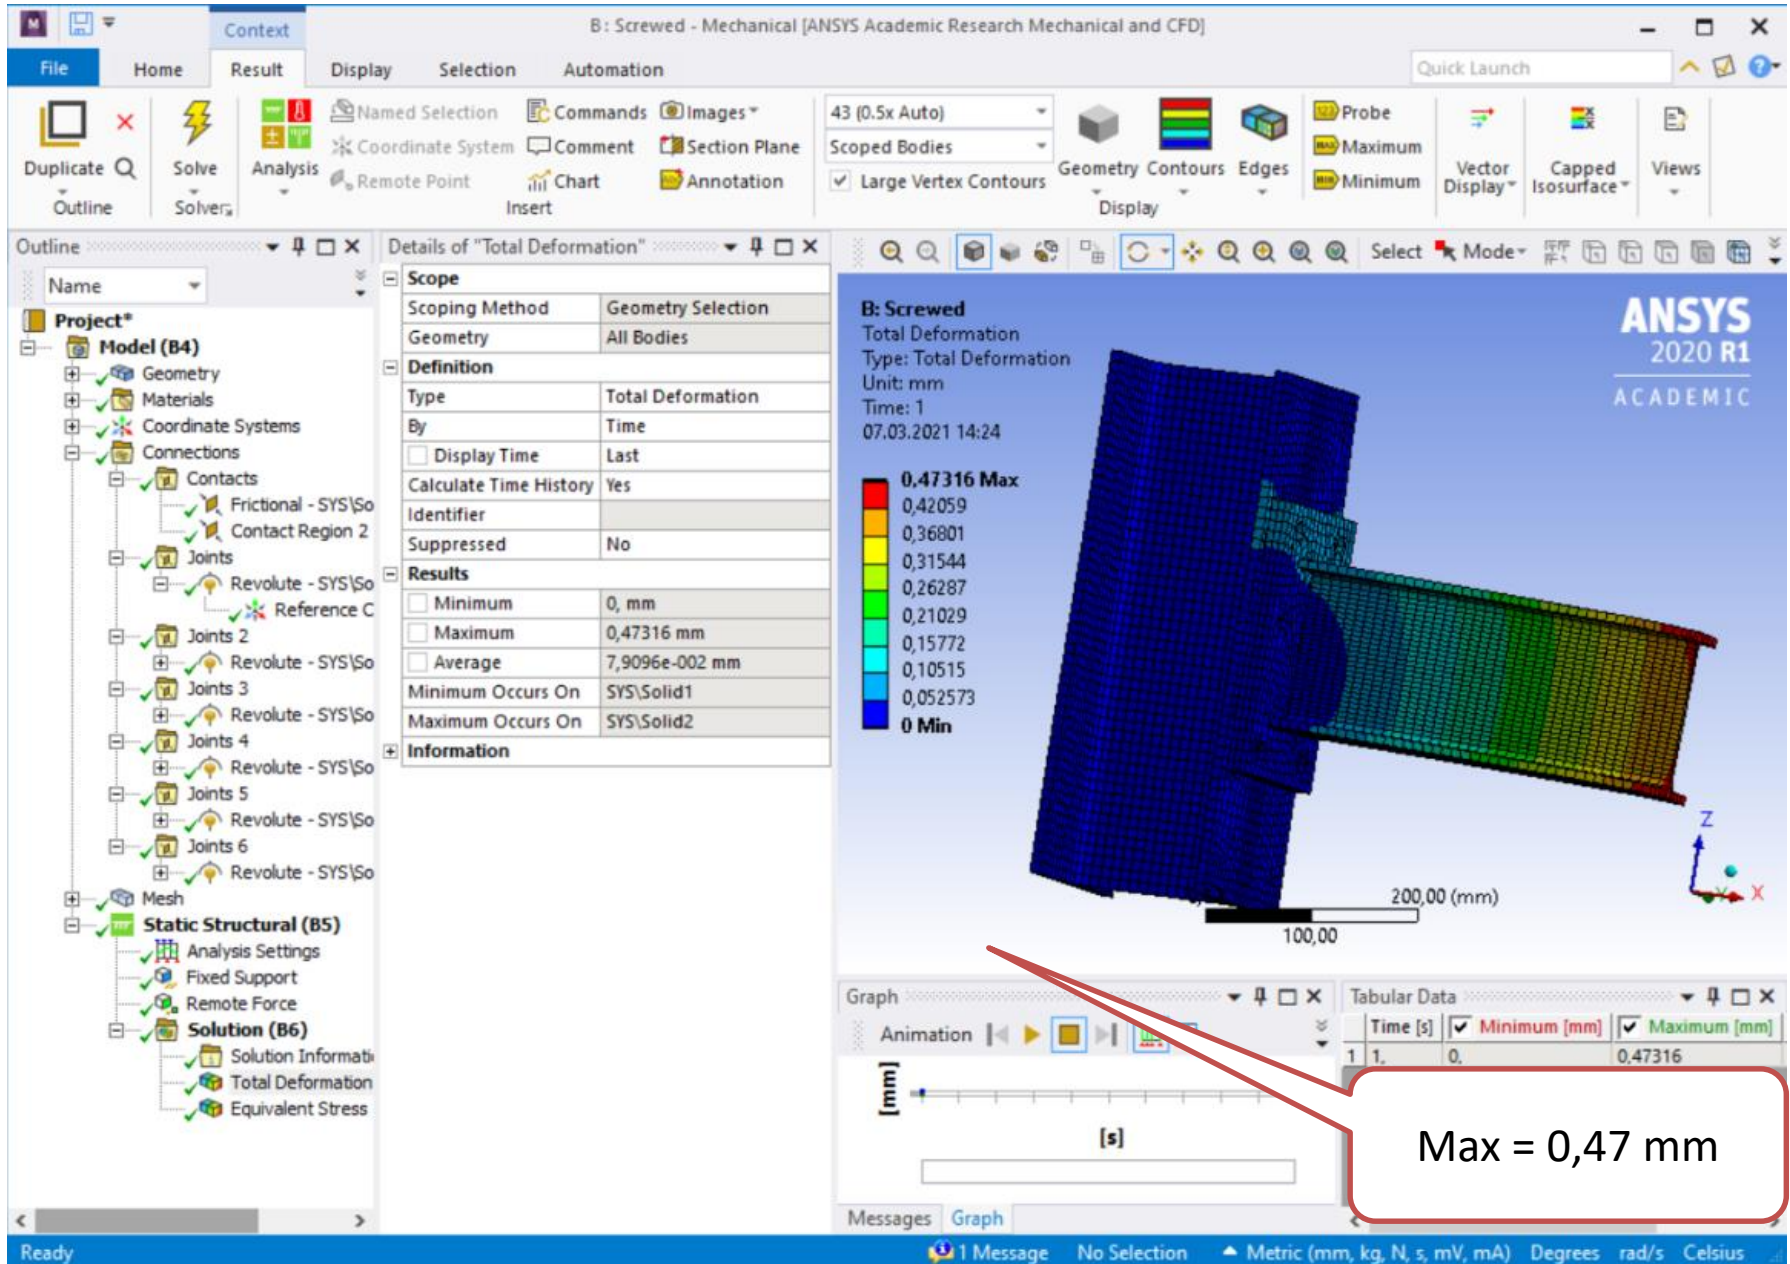 Context
B : Screwed - Mechanical [ANSYS Academic Research Mechanical and CFD]
File Home Result Display Selection Automation
Quick Launch
Duplicate
Outline
Solve
Solver
Analysis
Named Selection
Coordinate System
Remote Point
Commands
Comment
Chart
Images
Section Plane
Annotation
Insert
43 (0.5x Auto)
Scoped Bodies
Large Vertex Contours
Geometry Contours Edges
Display
Probe
Maximum
Minimum
Vector
Display
Capped
Isosurface
Views
Outline
Name
Project*
Model (B4)
Geometry
Materials
Coordinate Systems
Connections
Contacts
Frictional - SYS\So
Contact Region 2
Joints
Revolute - SYS\So
Reference C
Joints 2
Revolute - SYS\So
Joints 3
Revolute - SYS\So
Joints 4
Revolute - SYS\So
Joints 5
Revolute - SYS\So
Joints 6
Revolute - SYS\So
Mesh
Static Structural (B5)
Analysis Settings
Fixed Support
Remote Force
Solution (B6)
Solution Informati
Total Deformation
Equivalent Stress
Details of "Total Deformation"
Scope
Scoping Method Geometry Selection
Geometry All Bodies
Definition
Type Total Deformation
By Time
Display Time Last
Calculate Time History Yes
Identifier
Suppressed No
Results
Minimum 0, mm
Maximum 0,47316 mm
Average 7,9096e-002 mm
Minimum Occurs On SYS\Solid1
Maximum Occurs On SYS\Solid2
Information
Select Mode
B: Screwed
Total Deformation
Type: Total Deformation
Unit: mm
Time: 1
07.03.2021 14:24
0,47316 Max
0,42059
0,36801
0,31544
0,26287
0,21029
0,15772
0,10515
0,052573
0 Min
ANSYS
2020 R1
ACADEMIC
Z
Y
X
200,00 (mm)
100,00
Graph
Animation
[mm]
[s]
Messages Graph
Tabular Data
Time [s] Minimum [mm] Maximum [mm]
1 1, 0, 0,47316
Max = 0,47 mm
Ready
1 Message No Selection Metric (mm, kg, N, s, mV, mA) Degrees rad/s Celsius